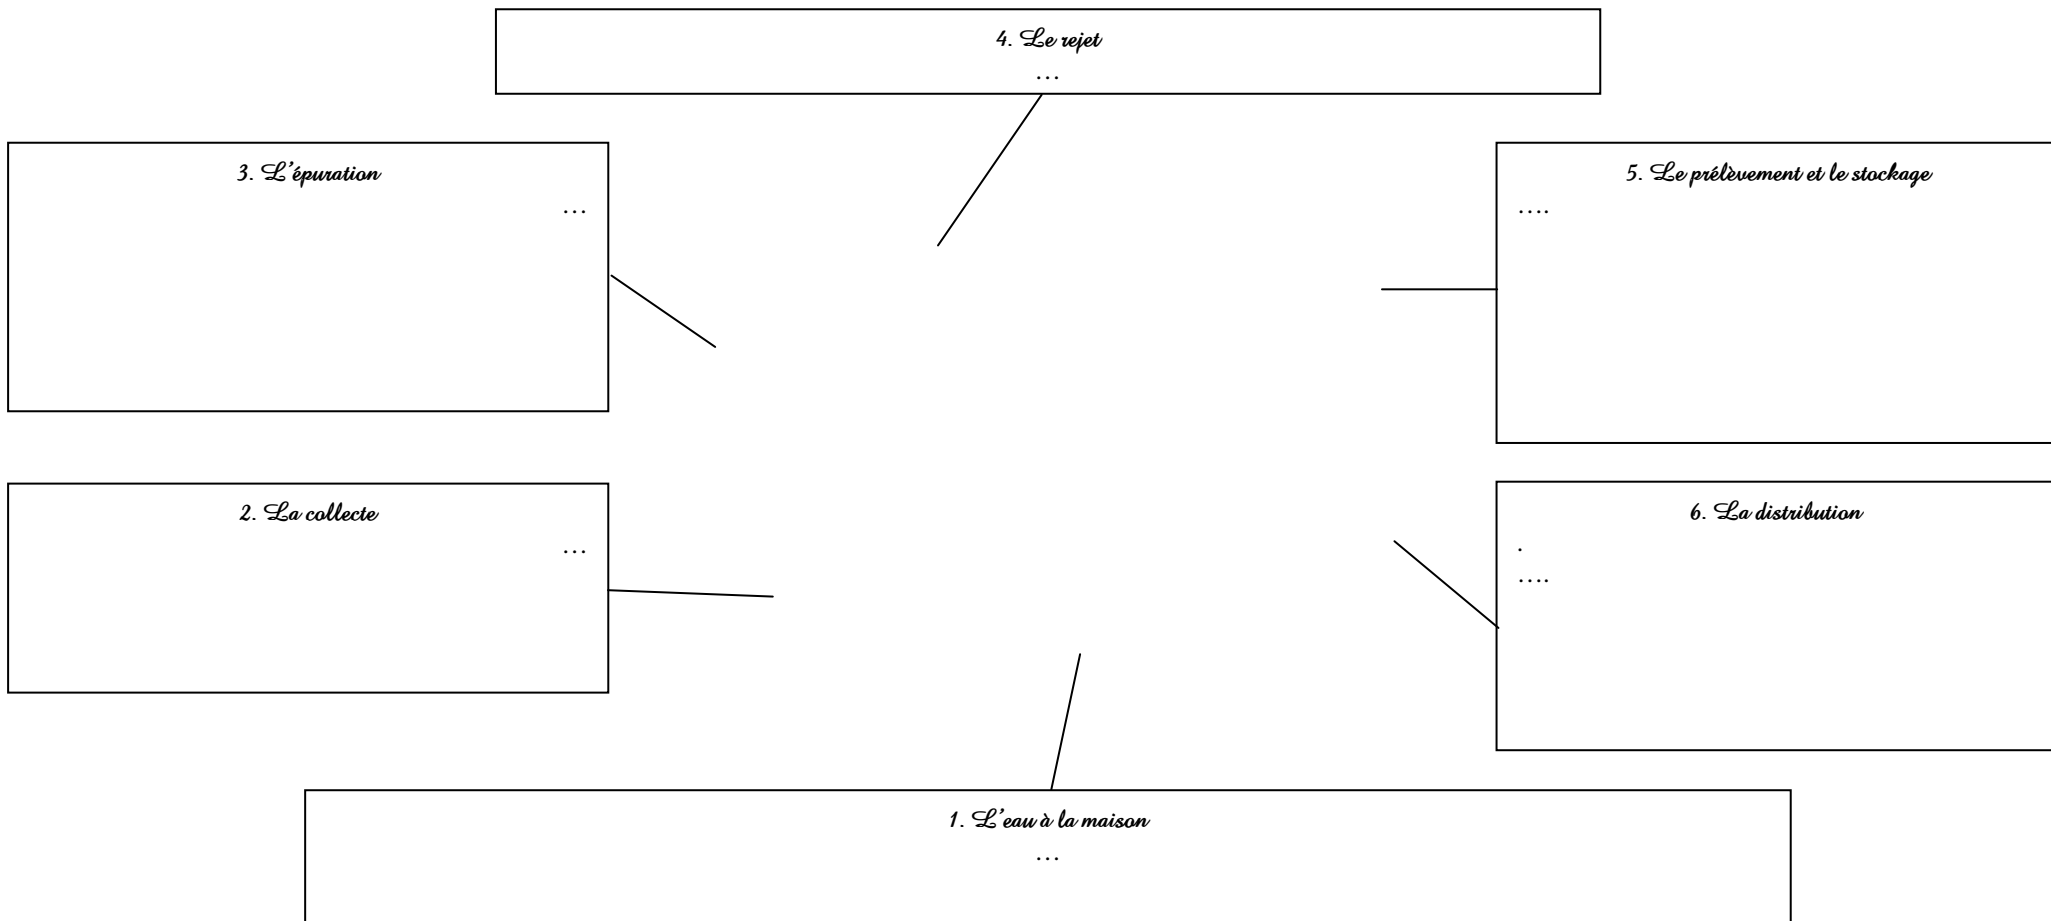 4. Le rejet
…
3. L'épuration
…
5. Le prélèvement et le stockage
….
2. La collecte
…
6. La distribution
.
….
1. L'eau à la maison
…